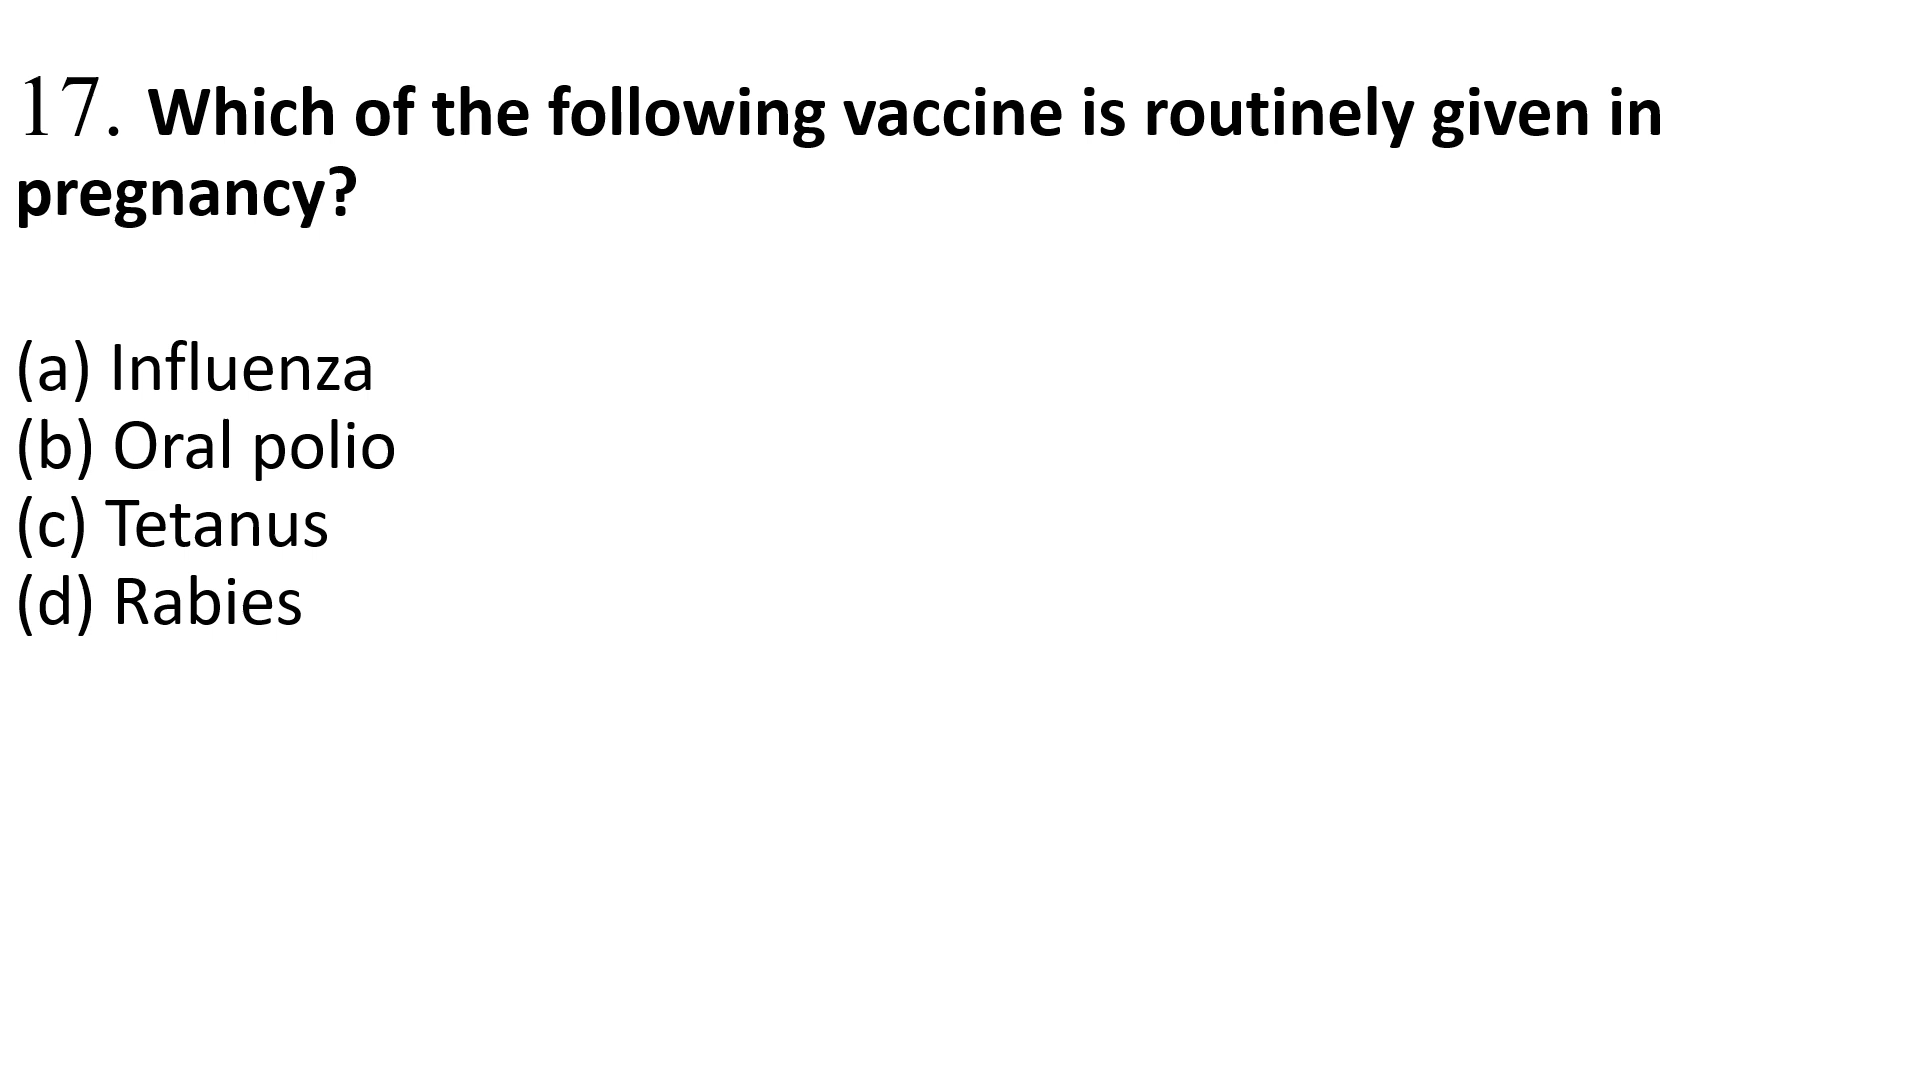 17. Which of the following vaccine is routinely given in
pregnancy?
(a) Influenza
(b) Oral polio
(c) Tetanus
(d) Rabies